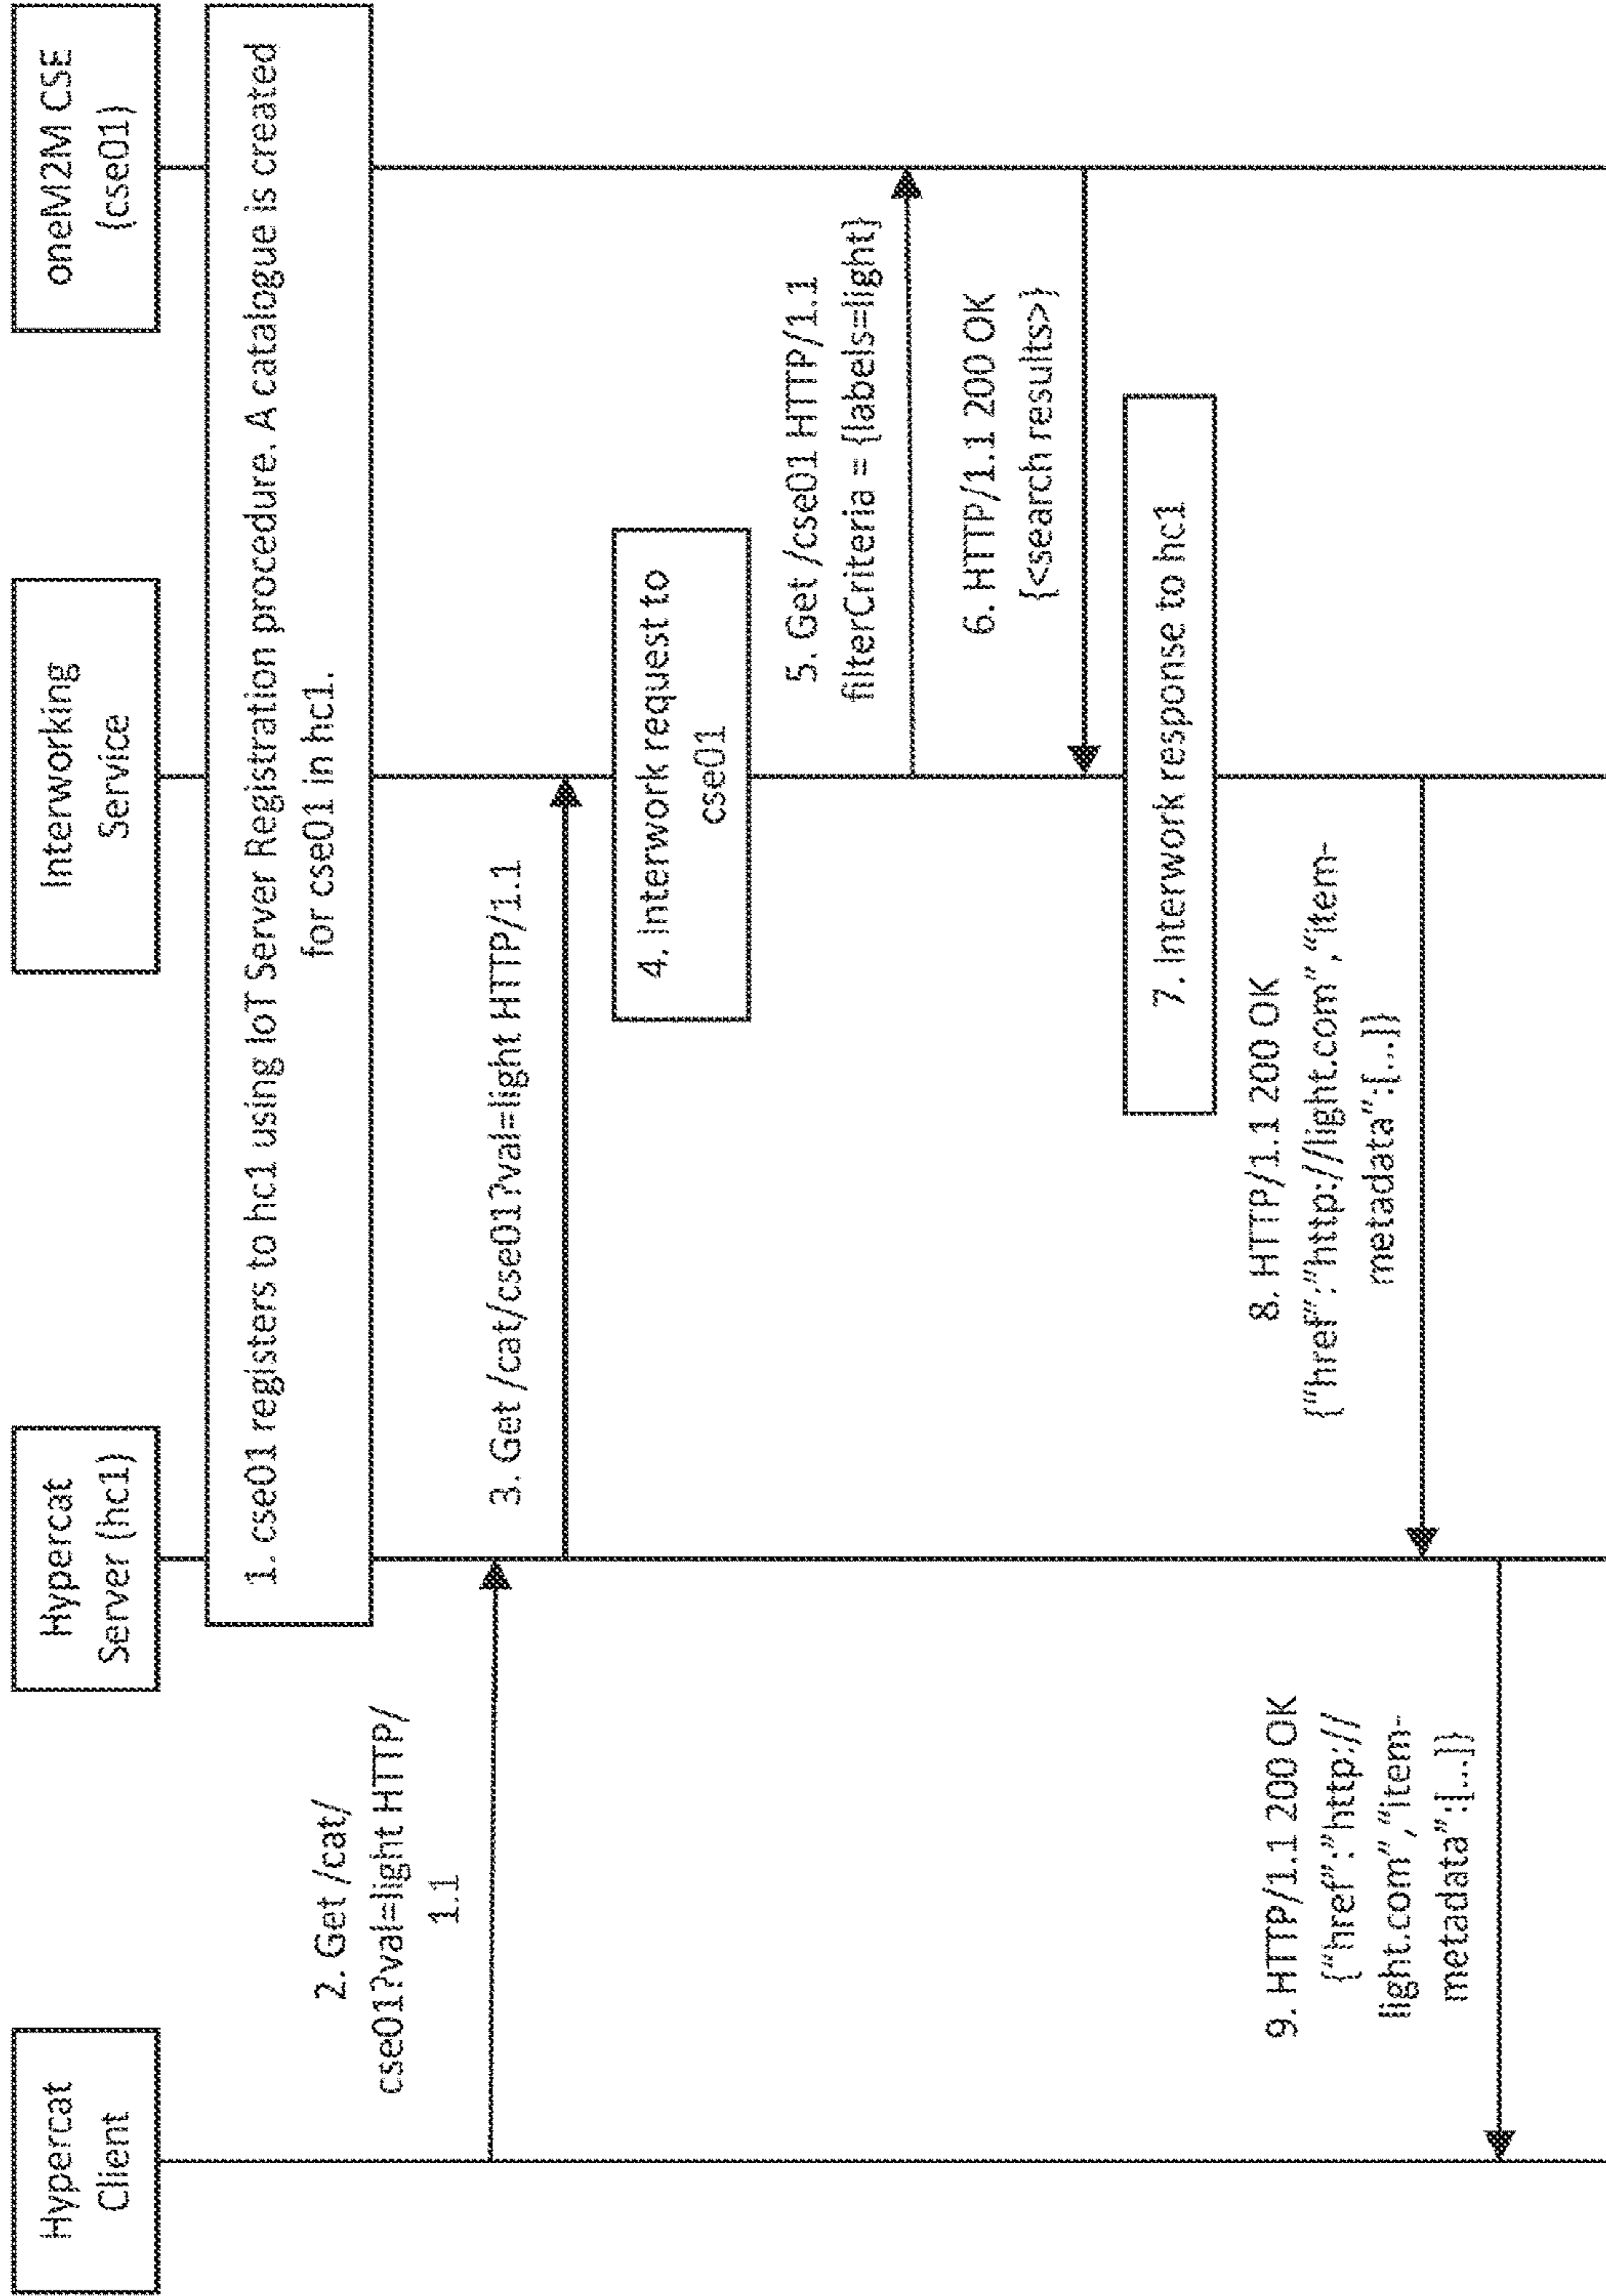 Hypercat
Client
Hypercat
Server (hc1)
Interworking
Service
oneM2M CSE
(cse01)
1. cse01 registers to hc1 using IoT Server Registration procedure. A catalogue is created
for cse01 in hc1.
2. Get /cat/
cse01?val=light HTTP/
1.1
3. Get /cat/cse01?val=light HTTP/1.1
4. Interwork request to
cse01
5. Get /cse01 HTTP/1.1
filterCriteria = {labels=light}
6. HTTP/1.1 200 OK
{<search results>}
7. Interwork response to hc1
8. HTTP/1.1 200 OK
{"href":"http://light.com","item-
metadata":[...]}
9. HTTP/1.1 200 OK
{"href":"http://
light.com","item-
metadata":[...]}